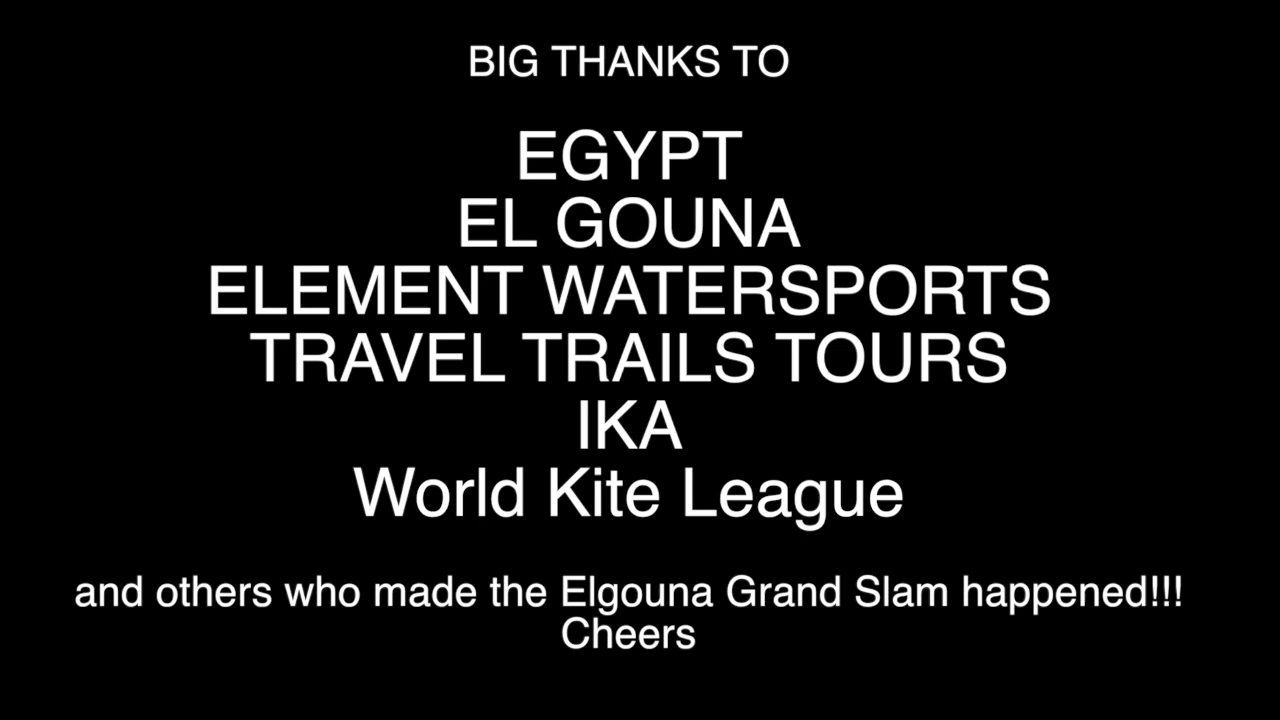 BIG THANKS TO
EGYPT
EL GOUNA
ELEMENT WATERSPORTS
TRAVEL TRAILS TOURS
IKA
World Kite League
and others who made the Elgouna Grand Slam happened!!!
Cheers